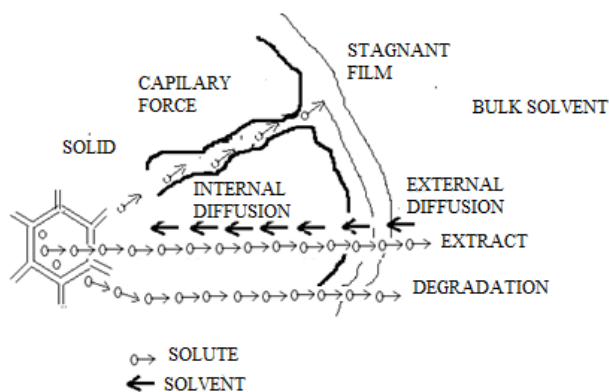 STAGNANT
FILM
CAPILARY
FORCE
BULK SOLVENT
SOLID
INTERNAL
DIFFUSION
EXTERNAL
DIFFUSION
EXTRACT
DEGRADATION
SOLUTE
SOLVENT